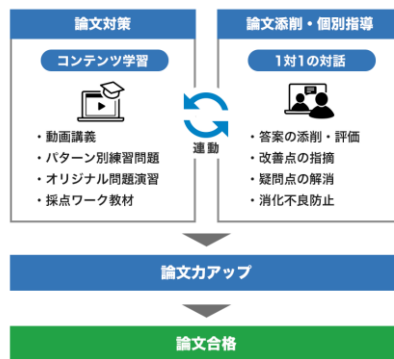 論文対策
コンテンツ学習
・動画講義
・パターン別練習問題
・オリジナル問題演習
・採点ワーク教材
連動
論文添削・個別指導
1対1の対話
・答案の添削・評価
・改善点の指摘
・疑問点の解消
・消化不良防止
論文力アップ
論文合格